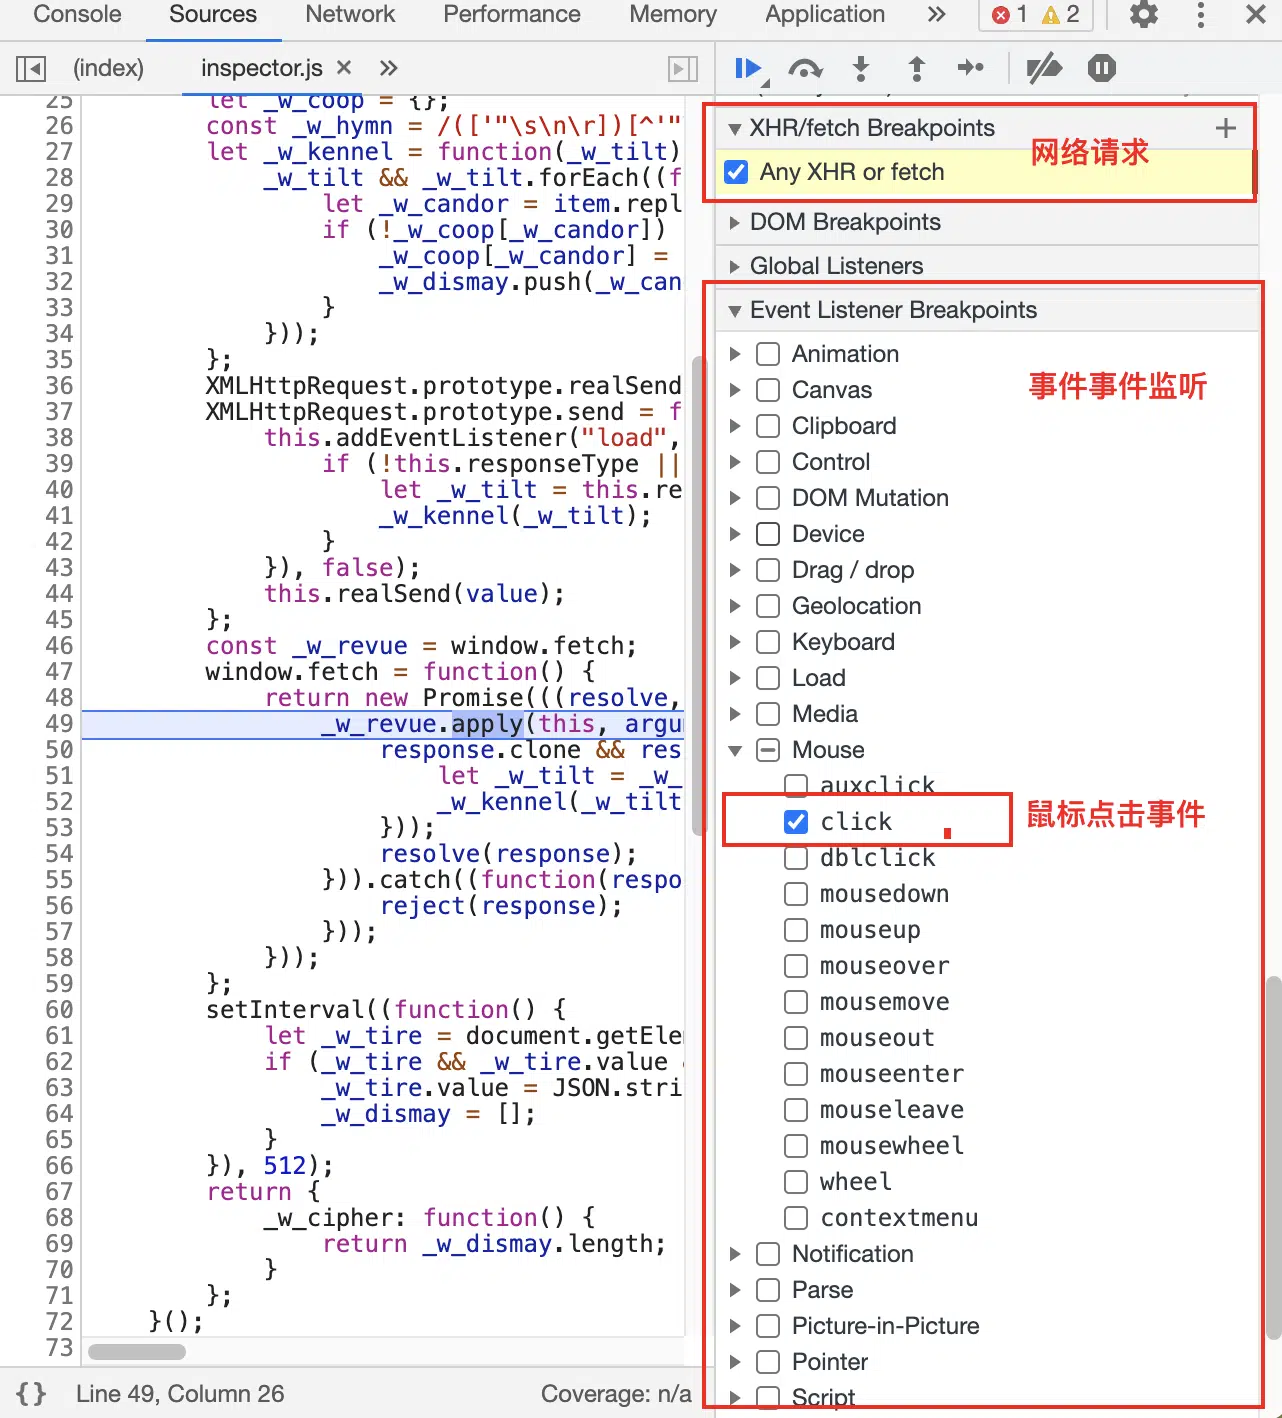 Console Sources Network Performance Memory Application » 1 2
(index) inspector.js × »
25 let _w_coop = {};
26 const _w_hymn = /(['"\s\n\r])[^'"
27 let _w_kennel = function(_w_tilt)
28 _w_tilt && _w_tilt.forEach((f
29 let _w_candor = item.repl
30 if (!_w_coop[_w_candor])
31 _w_coop[_w_candor] =
32 _w_dismay.push(_w_can
33 }
34 }));
35 };
36 XMLHttpRequest.prototype.realSend
37 XMLHttpRequest.prototype.send = f
38 this.addEventListener("load",
39 if (!this.responseType ||
40 let _w_tilt = this.re
41 _w_kennel(_w_tilt);
42 }
43 }), false);
44 this.realSend(value);
45 };
46 const _w_revue = window.fetch;
47 window.fetch = function() {
48 return new Promise(((resolve,
49 _w_revue.apply(this, argu
50 response.clone && res
51 let _w_tilt = _w_
52 _w_kennel(_w_tilt
53 }));
54 resolve(response);
55 })).catch((function(respo
56 reject(response);
57 }));
58 }));
59 };
60 setInterval((function() {
61 let _w_tire = document.getEle
62 if (_w_tire && _w_tire.value
63 _w_tire.value = JSON.stri
64 _w_dismay = [];
65 }
66 }), 512);
67 return {
68 _w_cipher: function() {
69 return _w_dismay.length;
70 }
71 };
72 }();
73
{} Line 49, Column 26 Coverage: n/a
XHR/fetch Breakpoints +
网络请求
Any XHR or fetch
DOM Breakpoints
Global Listeners
Event Listener Breakpoints
Animation
事件事件监听
Canvas
Clipboard
Control
DOM Mutation
Device
Drag / drop
Geolocation
Keyboard
Load
Media
Mouse
auxclick
click
鼠标点击事件
dblclick
mousedown
mouseup
mouseover
mousemove
mouseout
mouseenter
mouseleave
mousewheel
wheel
contextmenu
Notification
Parse
Picture-in-Picture
Pointer
Script